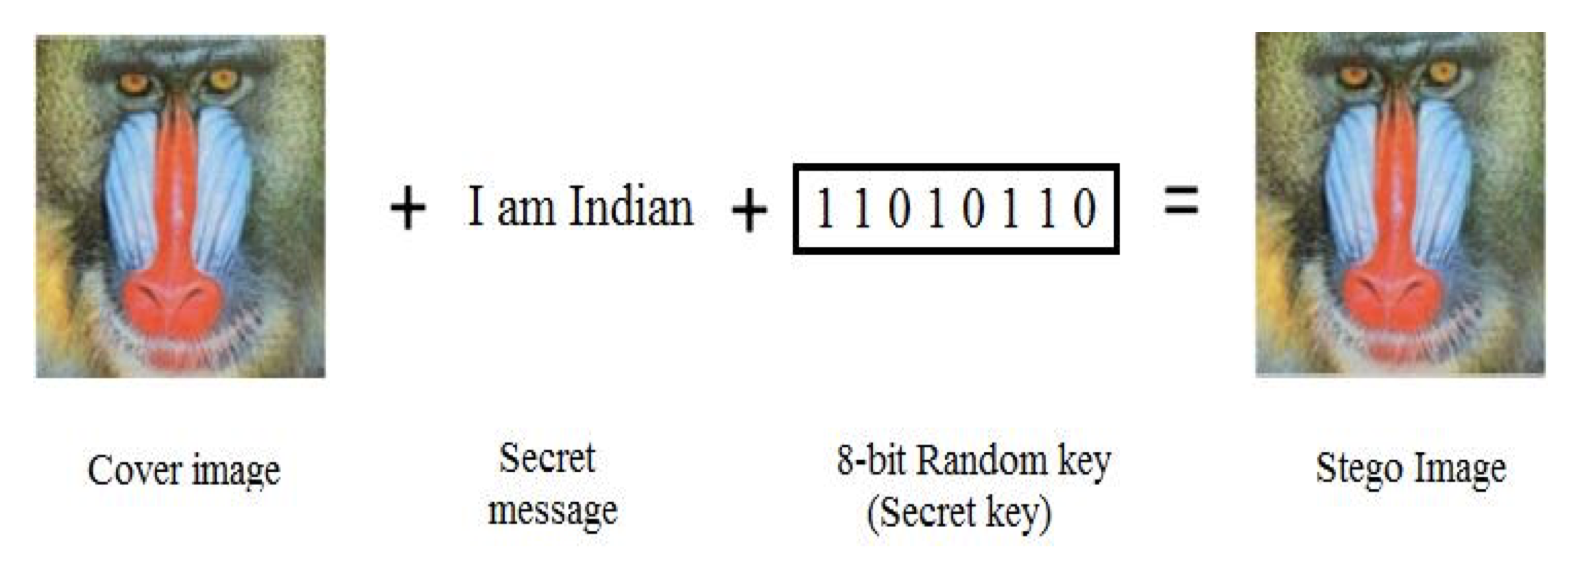 + I am Indian + 1 1 0 1 0 1 1 0 =
Cover image
Secret
message
8-bit Random key
(Secret key)
Stego Image